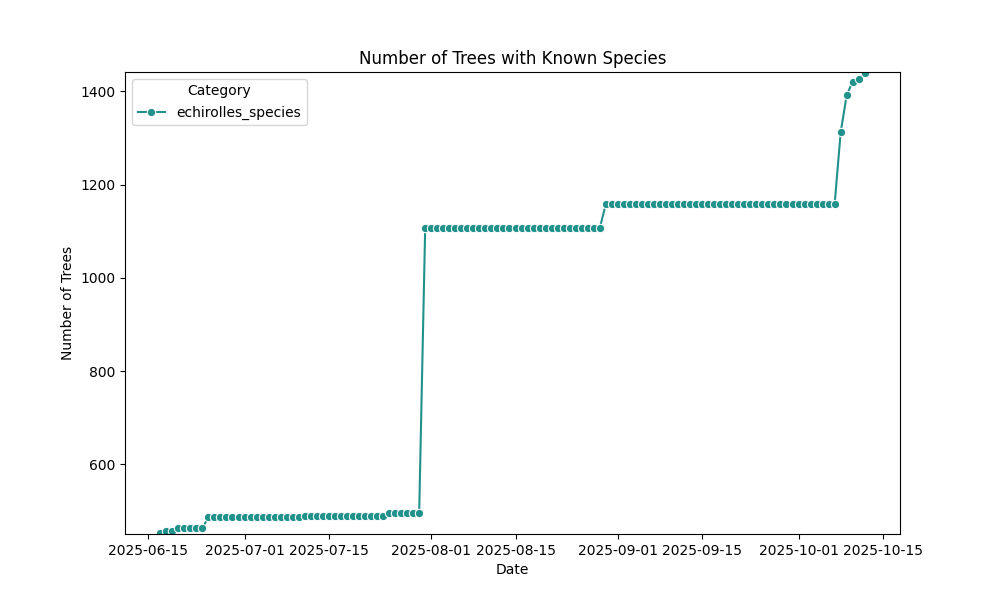 Number of Trees with Known Species
Category
echirolles_species
Number of Trees
1400
1200
1000
800
600
2025-06-15 2025-07-01 2025-07-15 2025-08-01 2025-08-15 2025-09-01 2025-09-15 2025-10-01 2025-10-15
Date